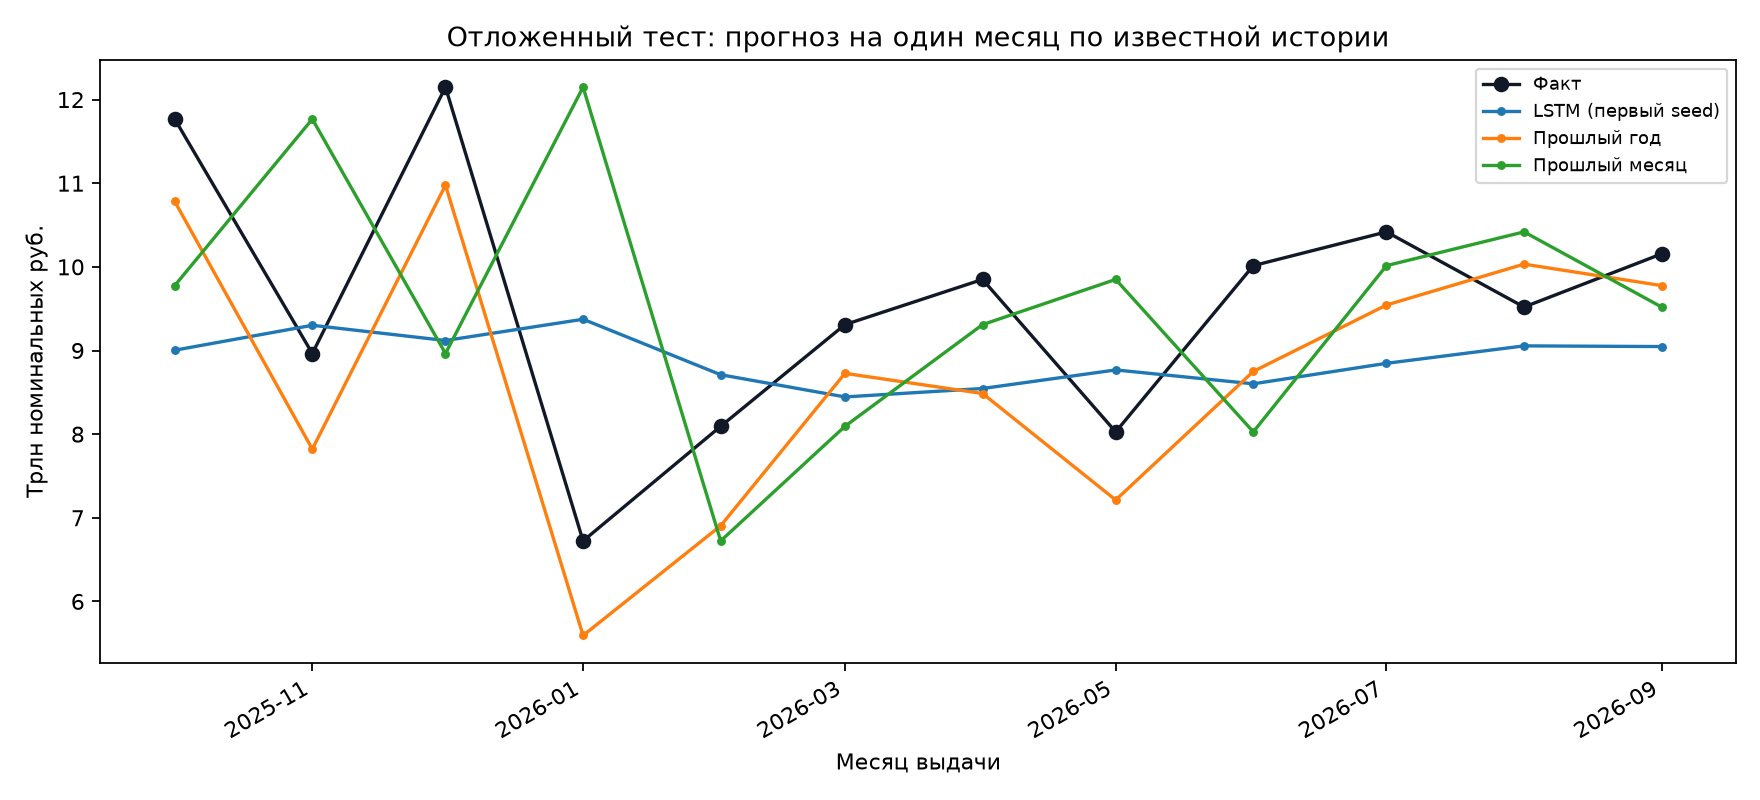 Отложенный тест: прогноз на один месяц по известной истории
Факт
LSTM (первый seed)
Прошлый год
Прошлый месяц
Трлн номинальных руб.
12
11
10
9
8
7
6
2025-11
2026-01
2026-03
2026-05
2026-07
2026-09
Месяц выдачи